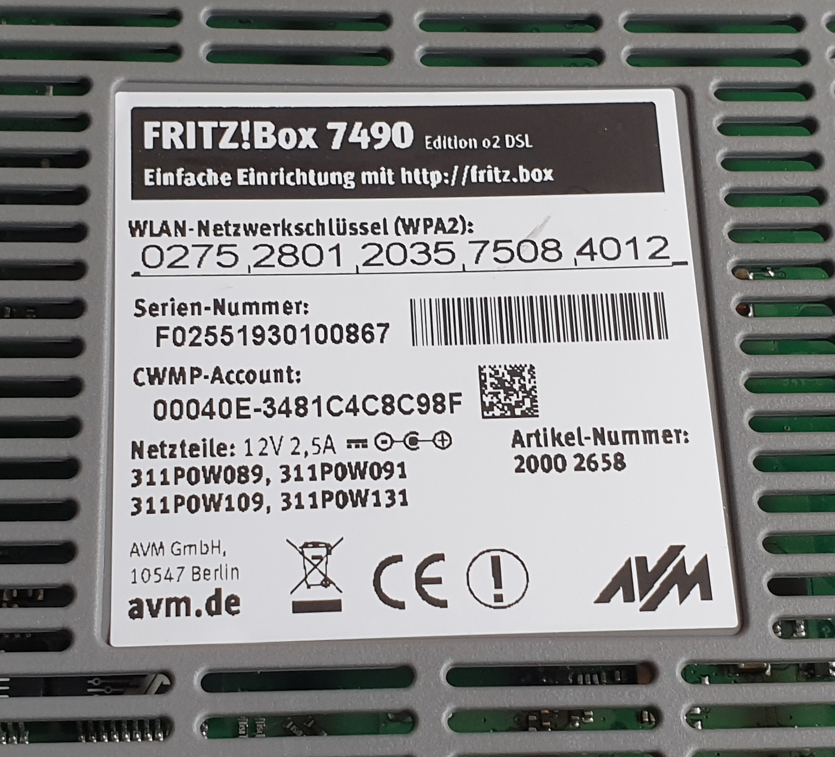 FRITZ!Box 7490 Edition o2 DSL
Einfache Einrichtung mit http://fritz.box
WLAN-Netzwerkschlüssel (WPA2):
0275 2801 2035 7508 4012
Serien-Nummer:
F02551930100867
CWMP-Account:
00040E-3481C4C8C98F
Netzteile: 12V 2,5A
311P0W089, 311P0W091
311P0W109, 311P0W131
Artikel-Nummer:
2000 2658
AVM GmbH,
10547 Berlin
avm.de
CE
AVM